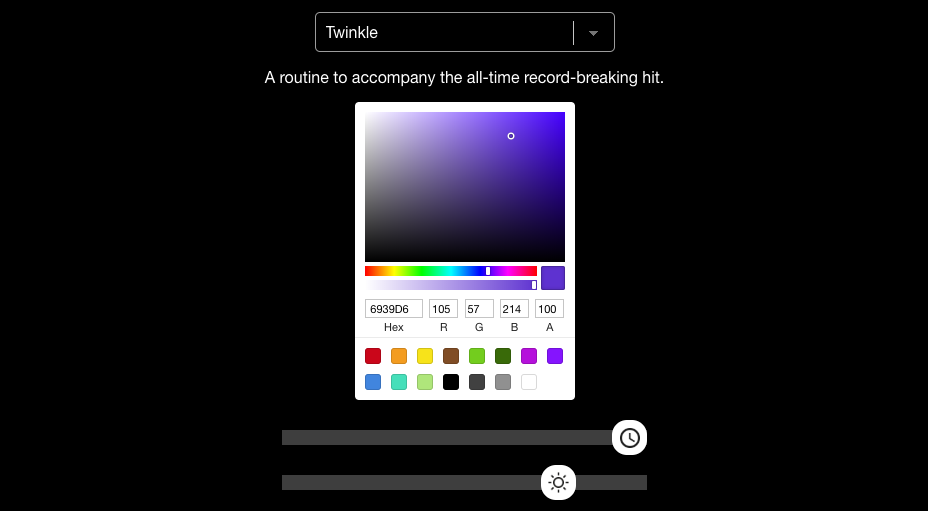 Twinkle
A routine to accompany the all-time record-breaking hit.
6939D6 105 57 214 100
Hex R G B A